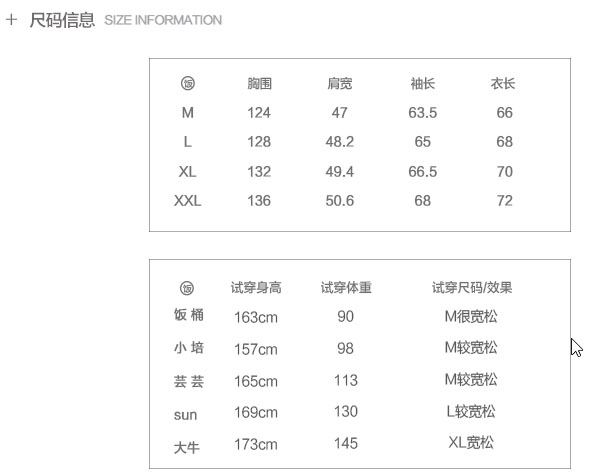 + 尺码信息 SIZE INFORMATION
饭 胸围 肩宽 袖长 衣长
M 124 47 63.5 66
L 128 48.2 65 68
XL 132 49.4 66.5 70
XXL 136 50.6 68 72
饭 试穿身高 试穿体重 试穿尺码/效果
饭桶 163cm 90 M很宽松
小培 157cm 98 M较宽松
芸芸 165cm 113 M较宽松
sun 169cm 130 L较宽松
大牛 173cm 145 XL宽松